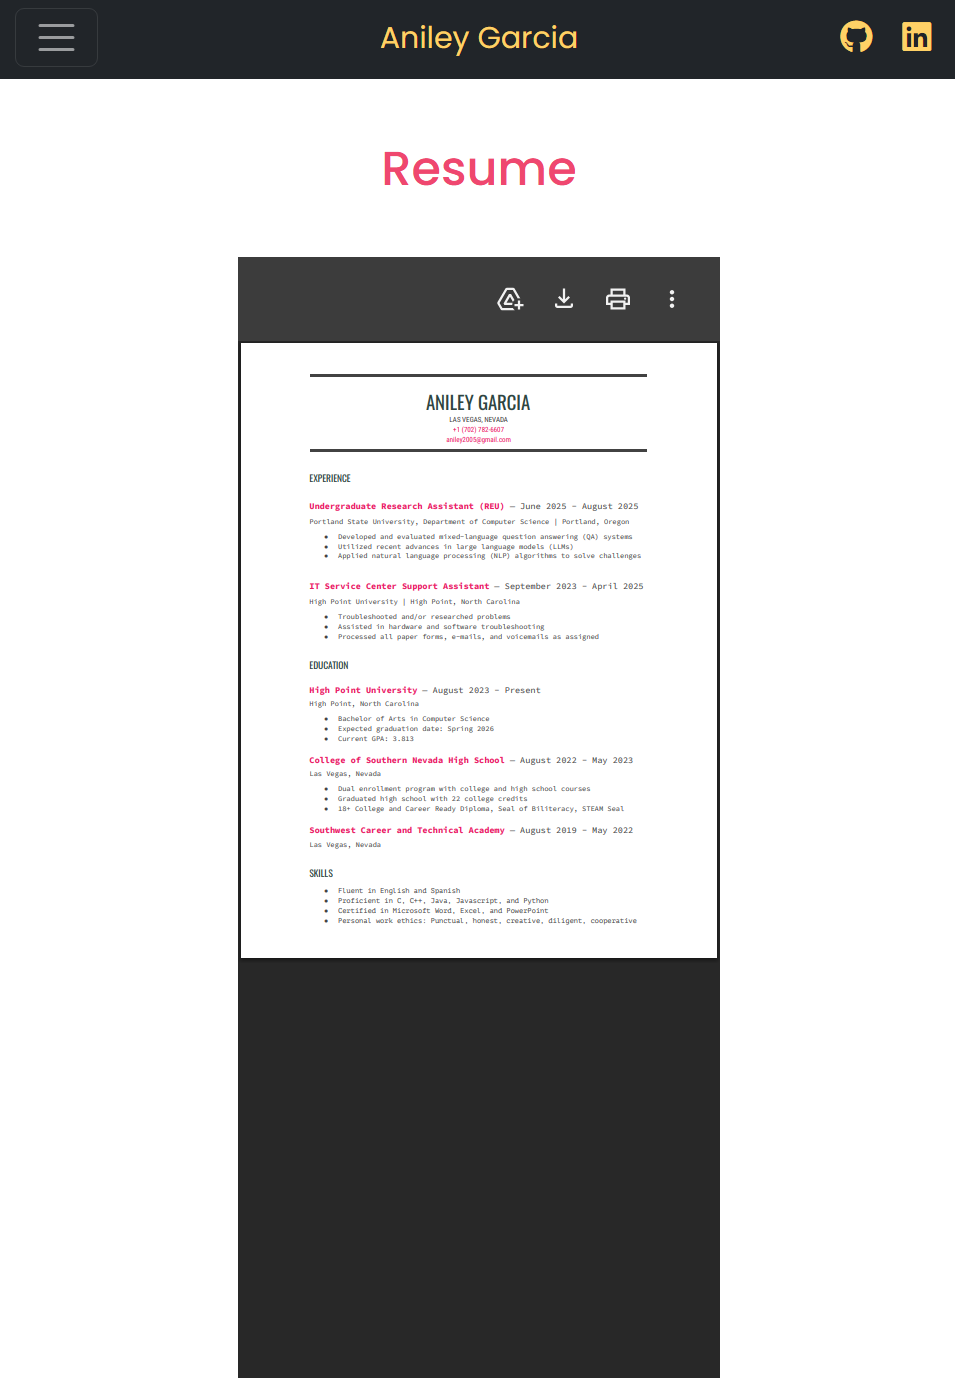 Aniley Garcia
Resume
ANILEY GARCIA
LAS VEGAS, NEVADA
+1 (702) 782-6607
aniley2005@gmail.com
EXPERIENCE
Undergraduate Research Assistant (REU) — June 2025 - August 2025
Portland State University, Department of Computer Science | Portland, Oregon
● Developed and evaluated mixed-language question answering (QA) systems
● Utilized recent advances in large language models (LLMs)
● Applied natural language processing (NLP) algorithms to solve challenges
IT Service Center Support Assistant — September 2023 - April 2025
High Point University | High Point, North Carolina
● Troubleshooted and/or researched problems
● Assisted in hardware and software troubleshooting
● Processed all paper forms, e-mails, and voicemails as assigned
EDUCATION
High Point University — August 2023 - Present
High Point, North Carolina
● Bachelor of Arts in Computer Science
● Expected graduation date: Spring 2026
● Current GPA: 3.813
College of Southern Nevada High School — August 2022 - May 2023
Las Vegas, Nevada
● Dual enrollment program with college and high school courses
● Graduated high school with 22 college credits
● 18+ College and Career Ready Diploma, Seal of Biliteracy, STEAM Seal
Southwest Career and Technical Academy — August 2019 - May 2022
Las Vegas, Nevada
SKILLS
● Fluent in English and Spanish
● Proficient in C, C++, Java, Javascript, and Python
● Certified in Microsoft Word, Excel, and PowerPoint
● Personal work ethics: Punctual, honest, creative, diligent, cooperative